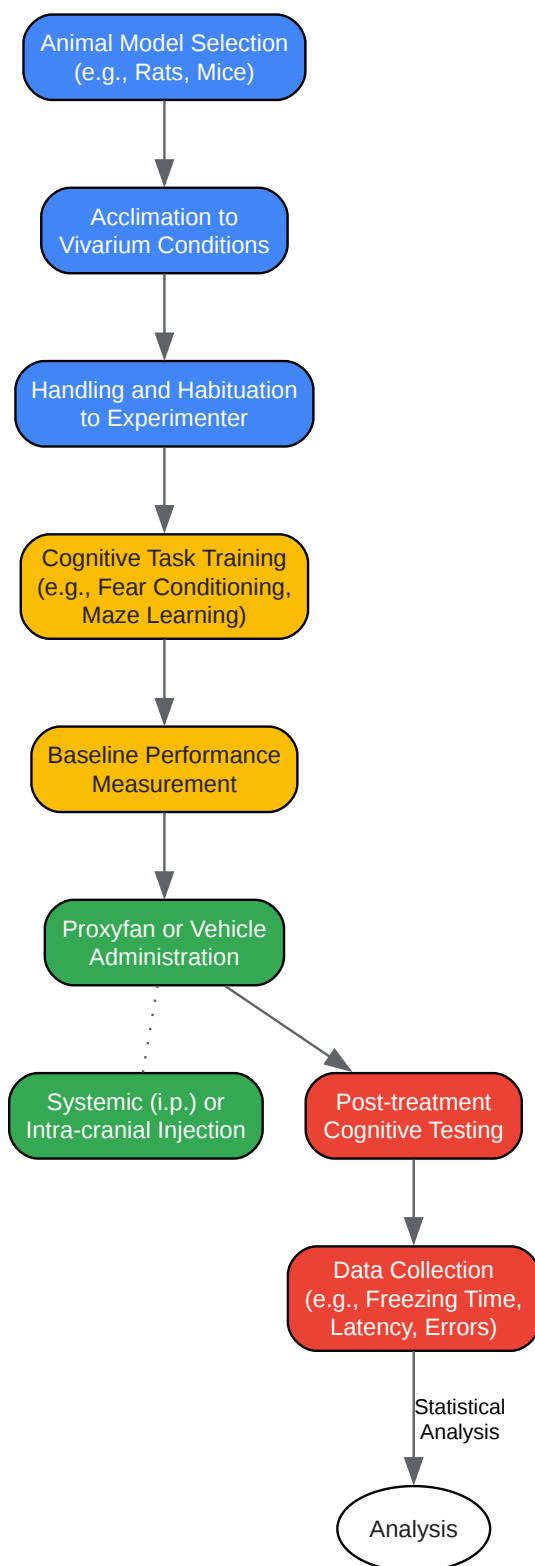 Animal Model Selection
(e.g., Rats, Mice)
Acclimation to
Vivarium Conditions
Handling and Habituation
to Experimenter
Cognitive Task Training
(e.g., Fear Conditioning,
Maze Learning)
Baseline Performance
Measurement
Proxyfan or Vehicle
Administration
Systemic (i.p.) or
Intra-cranial Injection
Post-treatment
Cognitive Testing
Data Collection
(e.g., Freezing Time,
Latency, Errors)
Statistical
Analysis
Analysis